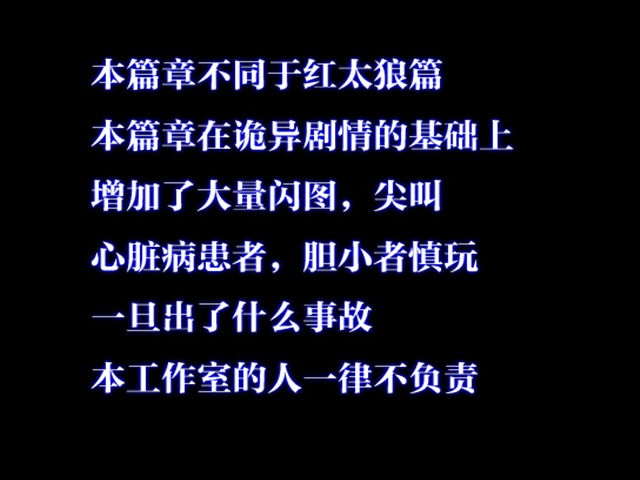 本篇章不同于红太狼篇
本篇章在诡异剧情的基础上
增加了大量闪图，尖叫
心脏病患者，胆小者慎玩
一旦出了什么事故
本工作室的人一律不负责